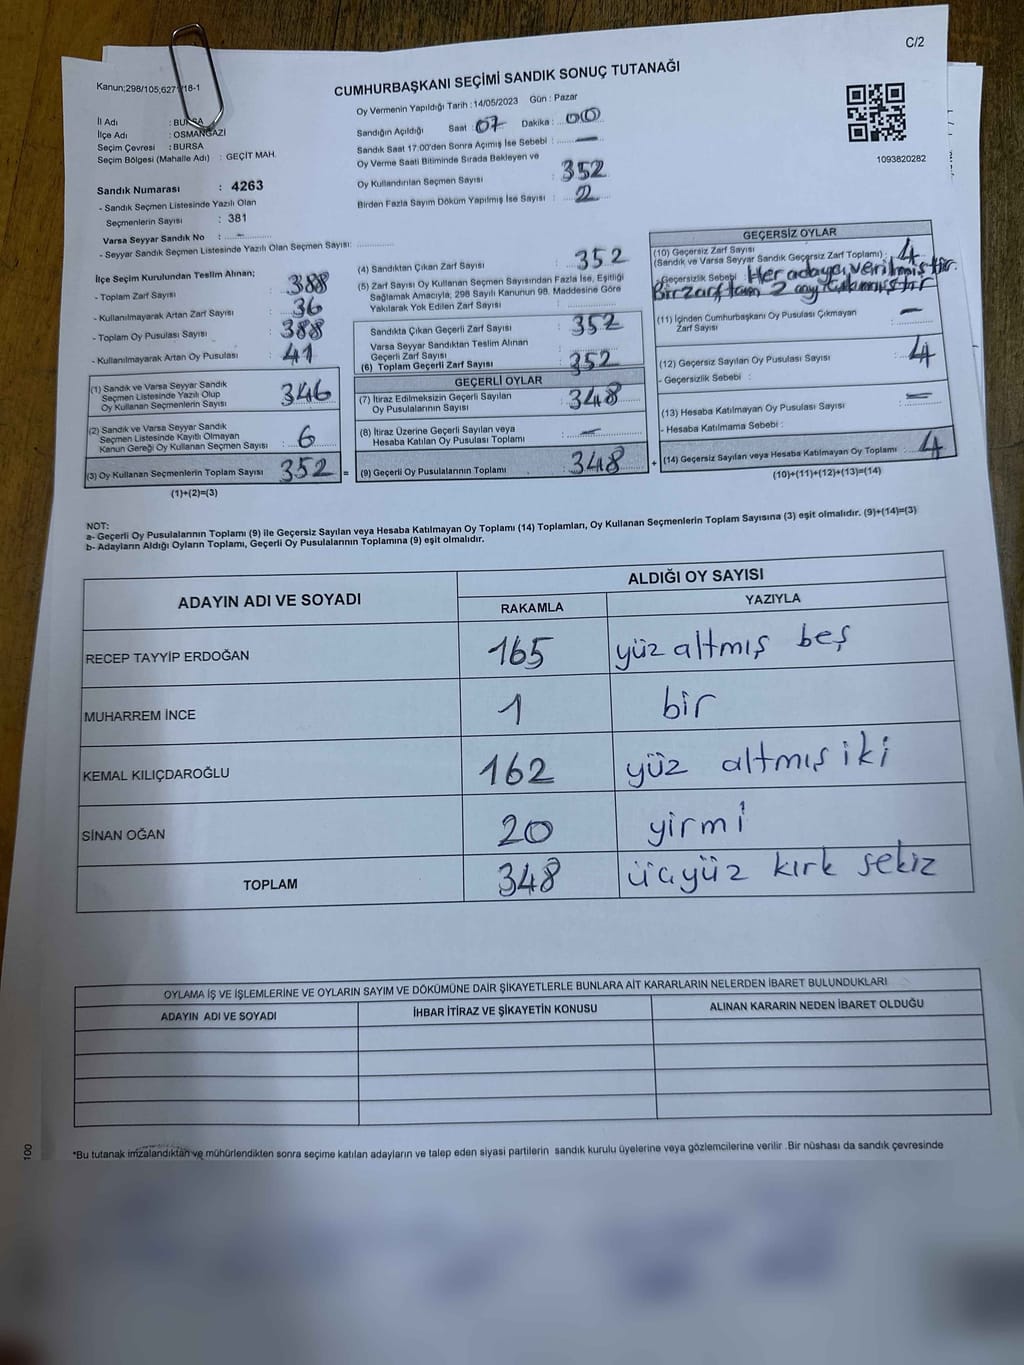 C/2
Kanun;298/105;627 18-1
CUMHURBAŞKANI SEÇİMİ SANDIK SONUÇ TUTANAĞI
Oy Vermenin Yapıldığı Tarih :14/05/2023 Gün : Pazar
İl Adı : BURSA
İlçe Adı : OSMANGAZİ
Seçim Çevresi : BURSA
Seçim Bölgesi (Mahalle Adı) : GEÇİT MAH.
Sandığın Açıldığı Saat :07 Dakika :00
Sandık Saat 17:00'den Sonra Açımış İse Sebebi : —
Oy Verme Saati Bitiminde Sırada Bekleyen ve
Oy Kullandırılan Seçmen Sayısı : 352
Birden Fazla Sayım Döküm Yapılmış İse Sayısı : 2
1093820282
Sandık Numarası : 4263
- Sandık Seçmen Listesinde Yazılı Olan
Seçmenlerin Sayısı : 381
Varsa Seyyar Sandık No : –
- Seyyar Sandık Seçmen Listesinde Yazılı Olan Seçmen Sayısı:
İlçe Seçim Kurulundan Teslim Alınan;
- Toplam Zarf Sayısı : 388
- Kullanılmayarak Artan Zarf Sayısı : 36
- Toplam Oy Pusulası Sayısı : 388
- Kullanılmayarak Artan Oy Pusulası : 41
(1) Sandık ve Varsa Seyyar Sandık
Seçmen Listesinde Yazılı Olup
Oy Kullanan Seçmenlerin Sayısı : 346
(2) Sandık ve Varsa Seyyar Sandık
Seçmen Listesinde Kayıtlı Olmayan
Kanun Gereği Oy Kullanan Seçmen Sayısı : 6
(3) Oy Kullanan Seçmenlerin Toplam Sayısı : 352 =
(1)+(2)=(3)
(4) Sandıktan Çıkan Zarf Sayısı : 352
(5) Zarf Sayısı Oy Kullanan Seçmen Sayısından Fazla İse, Eşitliği
Sağlamak Amacıyla; 298 Sayılı Kanunun 98. Maddesine Göre
Yakılarak Yok Edilen Zarf Sayısı :
Sandıkta Çıkan Geçerli Zarf Sayısı : 352
Varsa Seyyar Sandıktan Teslim Alınan
Geçerli Zarf Sayısı :
(6) Toplam Geçerli Zarf Sayısı : 352
GEÇERLİ OYLAR
(7) İtiraz Edilmeksizin Geçerli Sayılan
Oy Pusulalarının Sayısı : 348
(8) İtiraz Üzerine Geçerli Sayılan veya
Hesaba Katılan Oy Pusulası Toplamı : —
(9) Geçerli Oy Pusulalarının Toplamı : 348 +
GEÇERSİZ OYLAR
(10) Geçersiz Zarf Sayısı
(Sandık ve Varsa Seyyar Sandık Geçersiz Zarf Toplamı) : 4
-Geçersizlik Sebebi : Her adaya verilmiştir.
Bir zarftan 2 oy çıkmıştır
(11) İçinden Cumhurbaşkanı Oy Pusulası Çıkmayan
Zarf Sayısı : —
(12) Geçersiz Sayılan Oy Pusulası Sayısı : 4
- Geçersizlik Sebebi :
(13) Hesaba Katılmayan Oy Pusulası Sayısı : —
- Hesaba Katılmama Sebebi :
(14) Geçersiz Sayılan veya Hesaba Katılmayan Oy Toplamı : 4
(10)+(11)+(12)+(13)=(14)
NOT:
a- Geçerli Oy Pusulalarının Toplamı (9) ile Geçersiz Sayılan veya Hesaba Katılmayan Oy Toplamı (14) Toplamları, Oy Kullanan Seçmenlerin Toplam Sayısına (3) eşit olmalıdır. (9)+(14)=(3)
b- Adayların Aldığı Oyların Toplamı, Geçerli Oy Pusulalarının Toplamına (9) eşit olmalıdır.
ADAYIN ADI VE SOYADI ALDIĞI OY SAYISI
RAKAMLA YAZIYLA
RECEP TAYYİP ERDOĞAN 165 yüz altmış beş
MUHARREM İNCE 1 bir
KEMAL KILIÇDAROĞLU 162 yüz altmış iki
SİNAN OĞAN 20 yirmi
TOPLAM 348 üçyüz kırk sekiz
OYLAMA İŞ VE İŞLEMLERİNE VE OYLARIN SAYIM VE DÖKÜMÜNE DAİR ŞİKAYETLERLE BUNLARA AİT KARARLARIN NELERDEN İBARET BULUNDUKLARI
ADAYIN ADI VE SOYADI İHBAR İTİRAZ VE ŞİKAYETİN KONUSU ALINAN KARARIN NEDEN İBARET OLDUĞU
100
*Bu tutanak imzalandıktan ve mühürlendikten sonra seçime katılan adayların ve talep eden siyasi partilerin sandık kurulu üyelerine veya gözlemcilerine verilir .Bir nüshası da sandık çevresinde